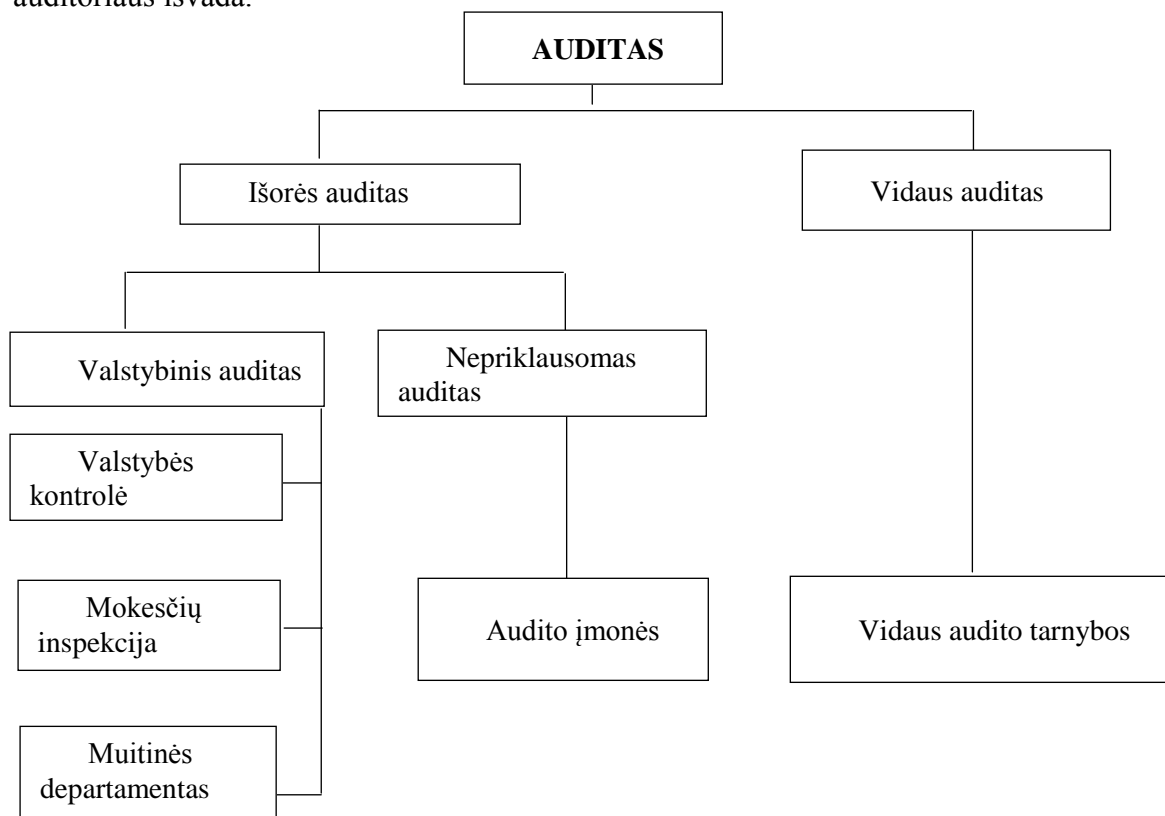 auditoriaus išvada.
AUDITAS
Išorės auditas
Vidaus auditas
Valstybinis auditas
Nepriklausomas
auditas
Valstybės
kontrolė
Mokesčių
inspekcija
Audito įmonės
Vidaus audito tarnybos
Muitinės
departamentas